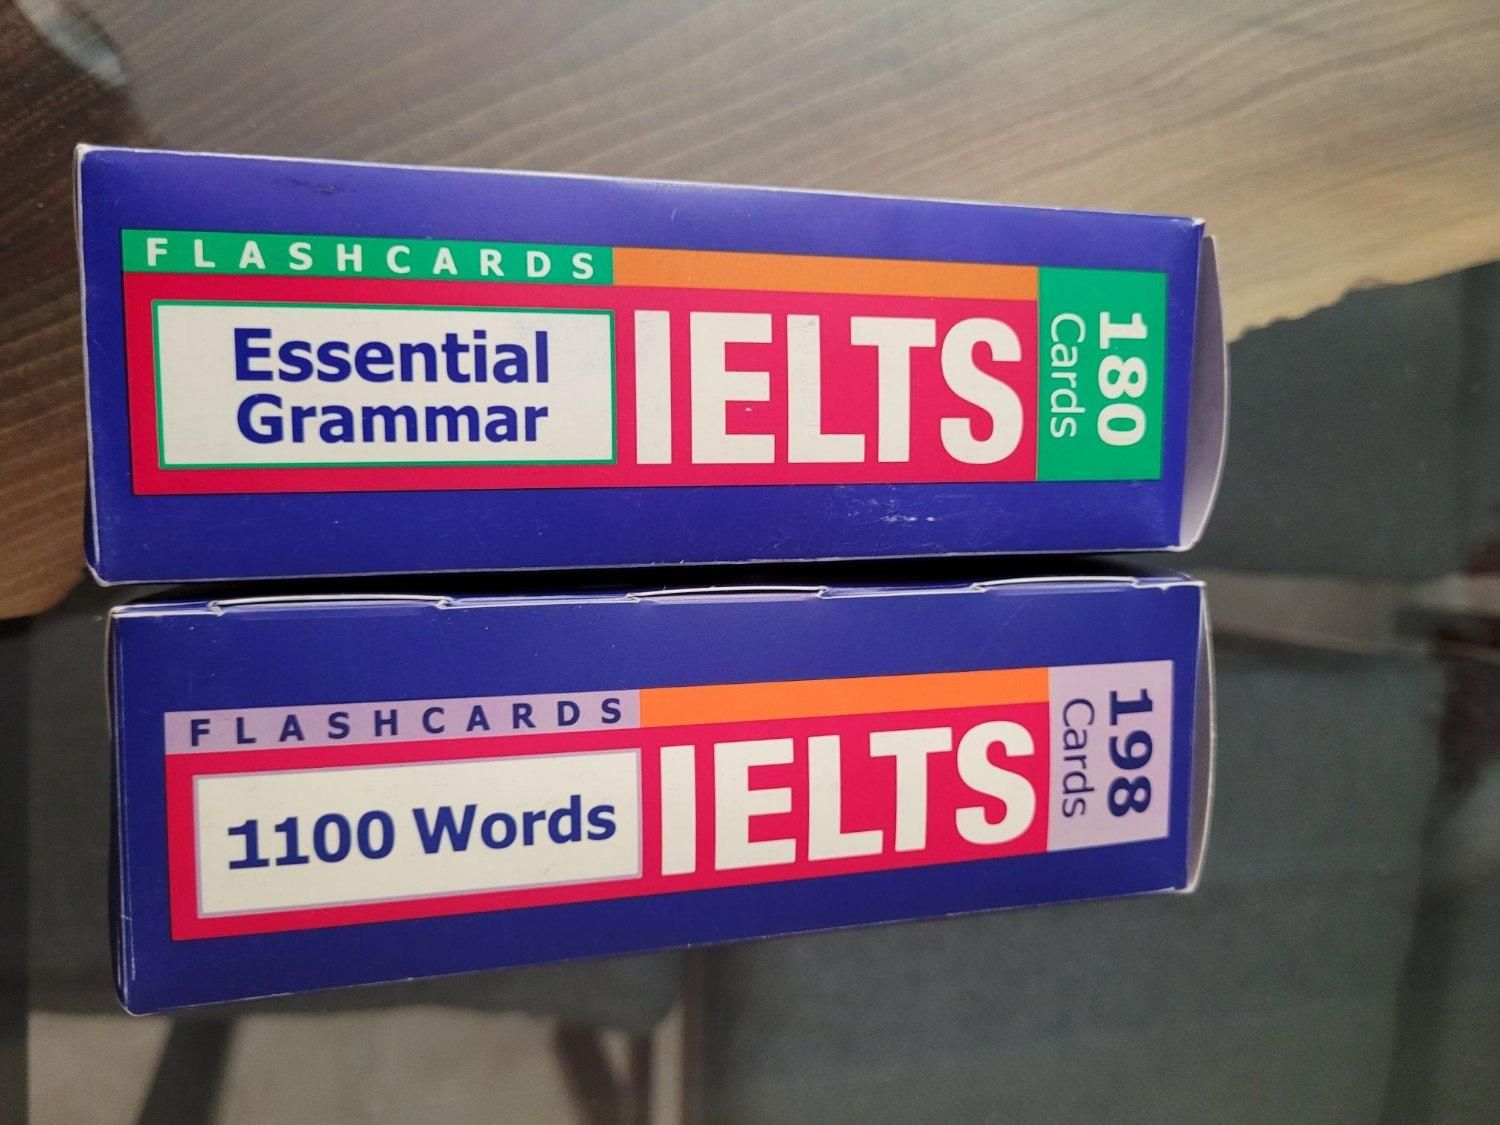 FLASHCARDS
Essential
Grammar
IELTS
180
Cards
FLASHCARDS
1100 Words
IELTS
198
Cards